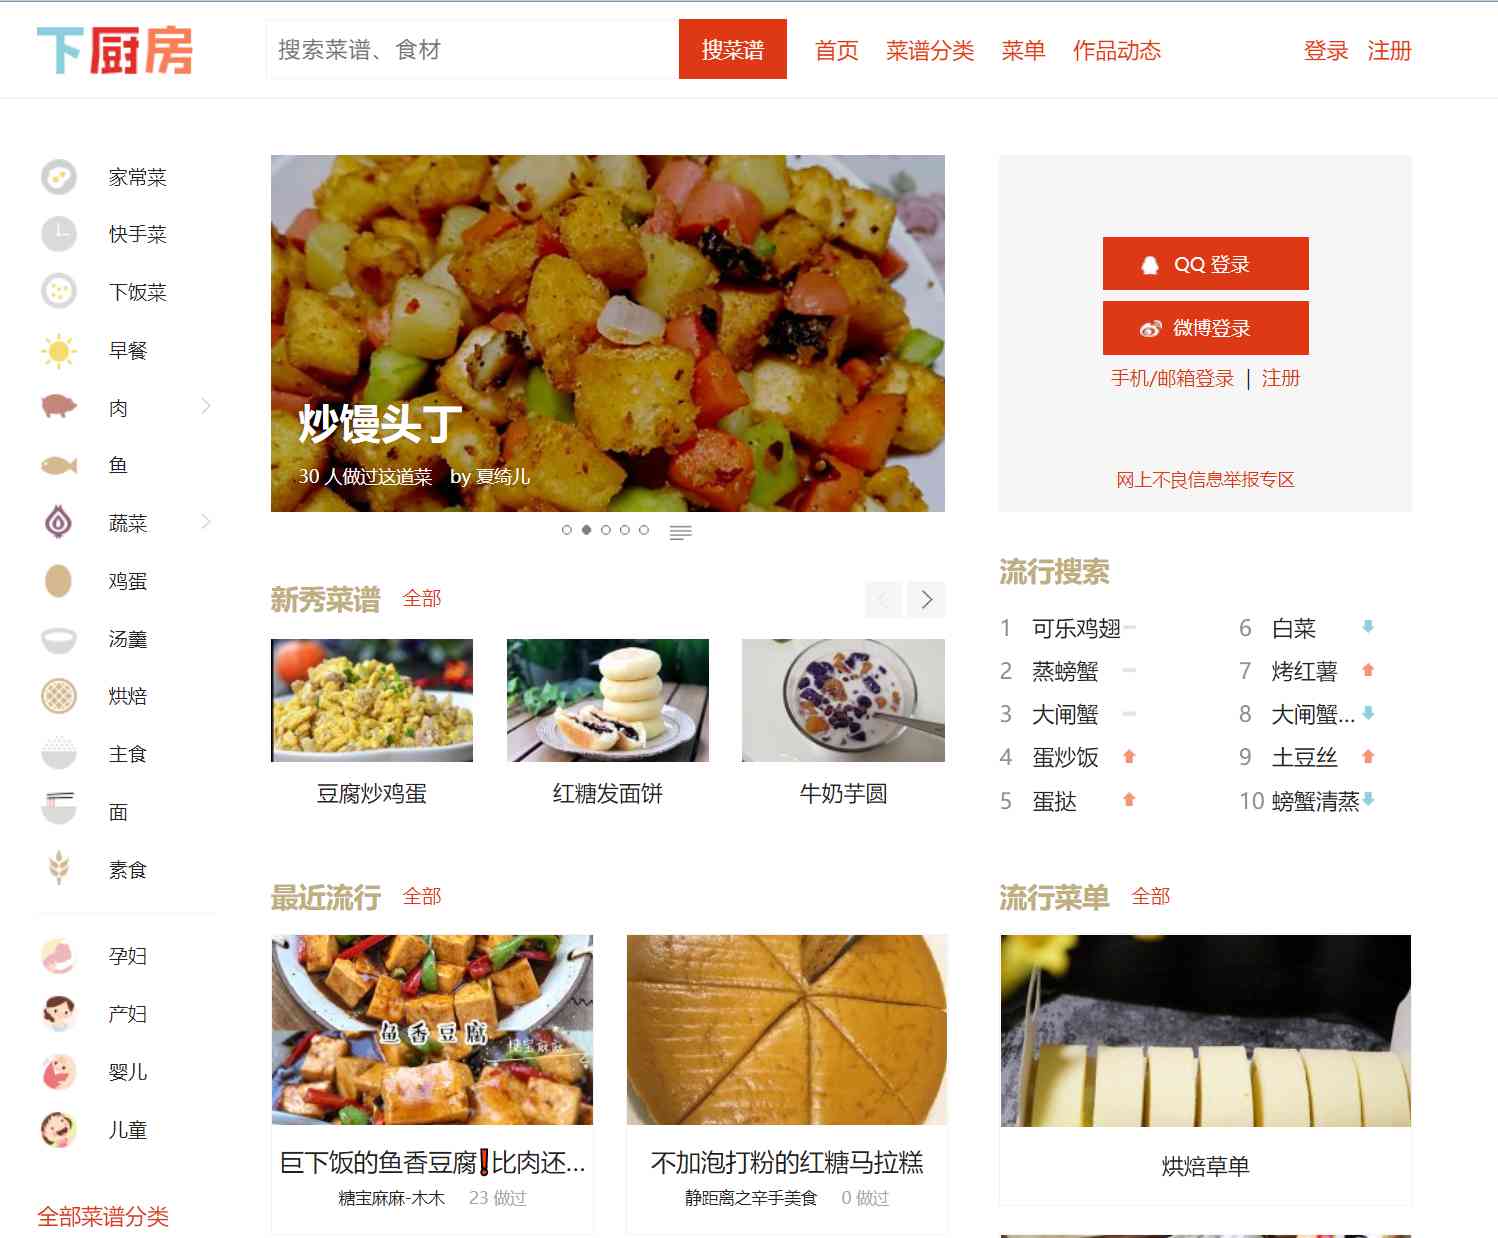 下厨房
搜索菜谱、食材
搜菜谱
首页
菜谱分类
菜单
作品动态
登录
注册
家常菜
快手菜
下饭菜
早餐
肉
鱼
蔬菜
鸡蛋
汤羹
烘焙
主食
面
素食
孕妇
产妇
婴儿
儿童
全部菜谱分类
炒馒头丁
30 人做过这道菜 by 夏绮儿
QQ 登录
微博登录
手机/邮箱登录 | 注册
网上不良信息举报专区
新秀菜谱 全部
豆腐炒鸡蛋
红糖发面饼
牛奶芋圆
流行搜索
1 可乐鸡翅
2 蒸螃蟹
3 大闸蟹
4 蛋炒饭
5 蛋挞
6 白菜
7 烤红薯
8 大闸蟹...
9 土豆丝
10 螃蟹清蒸
最近流行 全部
鱼香豆腐
糖宝麻麻
巨下饭的鱼香豆腐❗比肉还...
糖宝麻麻-木木 23 做过
不加泡打粉的红糖马拉糕
静距离之辛手美食 0 做过
流行菜单 全部
烘焙草单